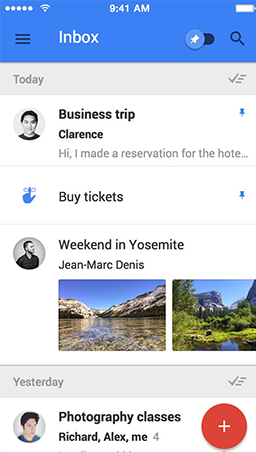 9:41 AM
Inbox
Today
Business trip
Clarence
Hi, I made a reservation for the hote...
Buy tickets
Weekend in Yosemite
Jean-Marc Denis
Yesterday
Photography classes
Richard, Alex, me 4